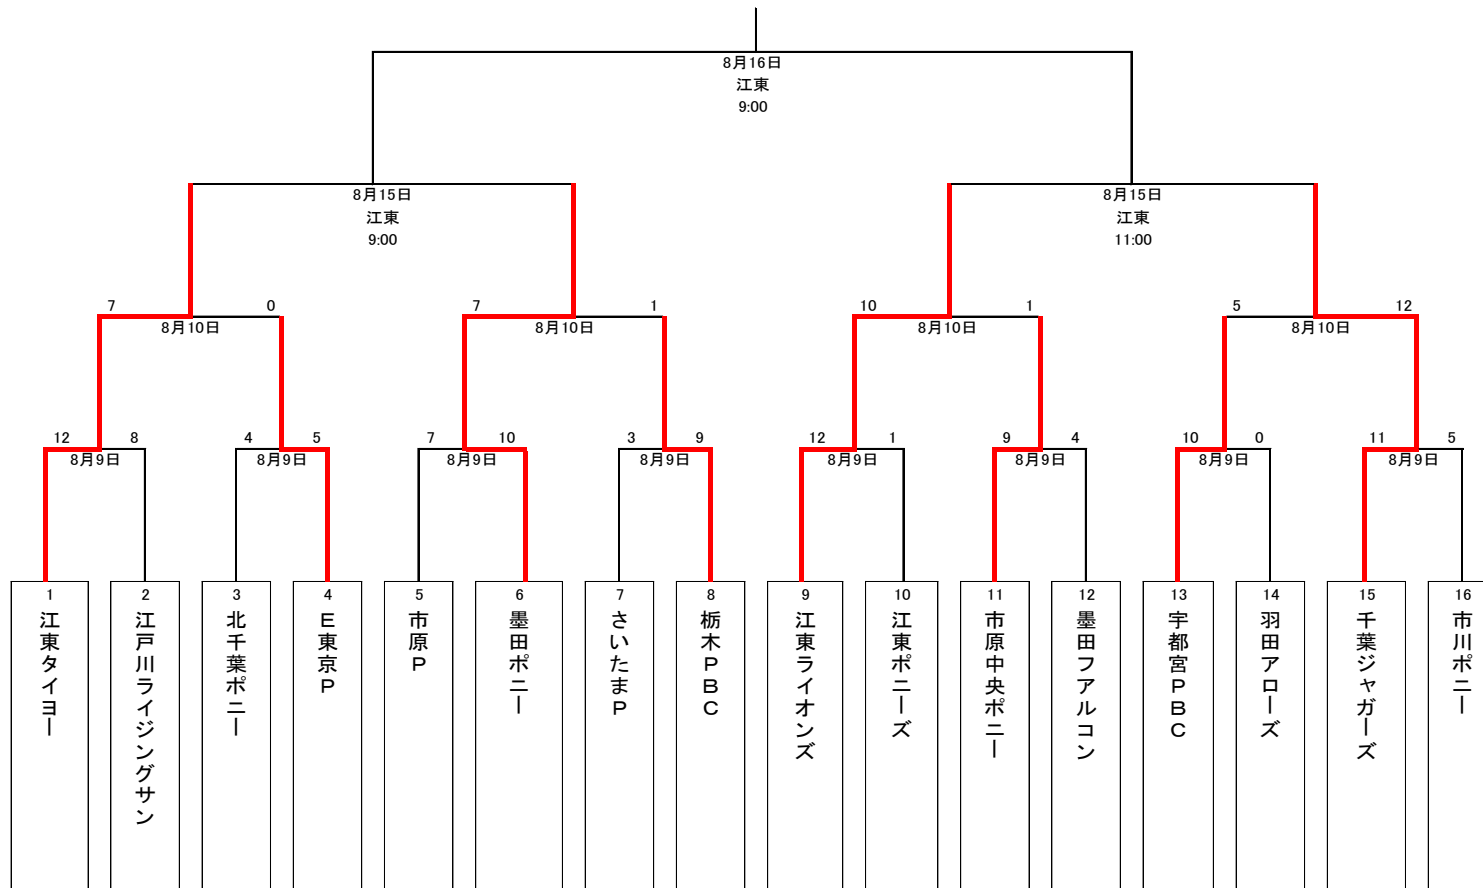 8月16日
江東
9:00
8月15日
江東
9:00
8月15日
江東
11:00
7
0
8月10日
7
1
8月10日
10
1
8月10日
5
12
8月10日
12
8
8月9日
4
5
8月9日
7
10
8月9日
3
9
8月9日
12
1
8月9日
9
4
8月9日
10
0
8月9日
11
5
8月9日
1
江東タイヨー
2
江戸川ライジングサン
3
北千葉ポニー
4
E東京P
5
市原P
6
墨田ポニー
7
さいたまP
8
栃木PBC
9
江東ライオンズ
10
江東ポニーズ
11
市原中央ポニー
12
墨田フアルコン
13
宇都宮PBC
14
羽田アローズ
15
千葉ジャガーズ
16
市川ポニー